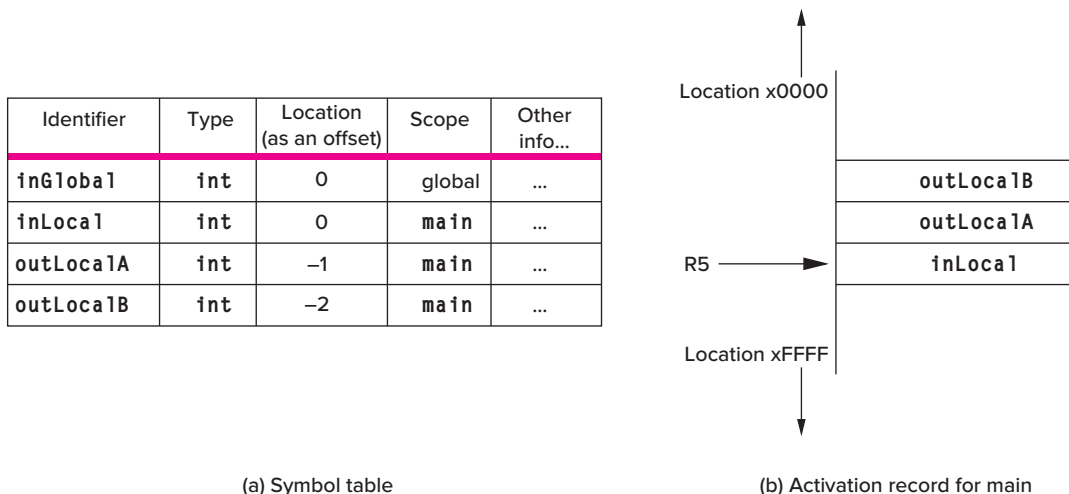 Identifier Type Location (as an offset) Scope Other info...
inGlobal int 0 global ...
inLocal int 0 main ...
outLocalA int –1 main ...
outLocalB int –2 main ...
(a) Symbol table
Location x0000
outLocalB
outLocalA
R5 inLocal
Location xFFFF
(b) Activation record for main